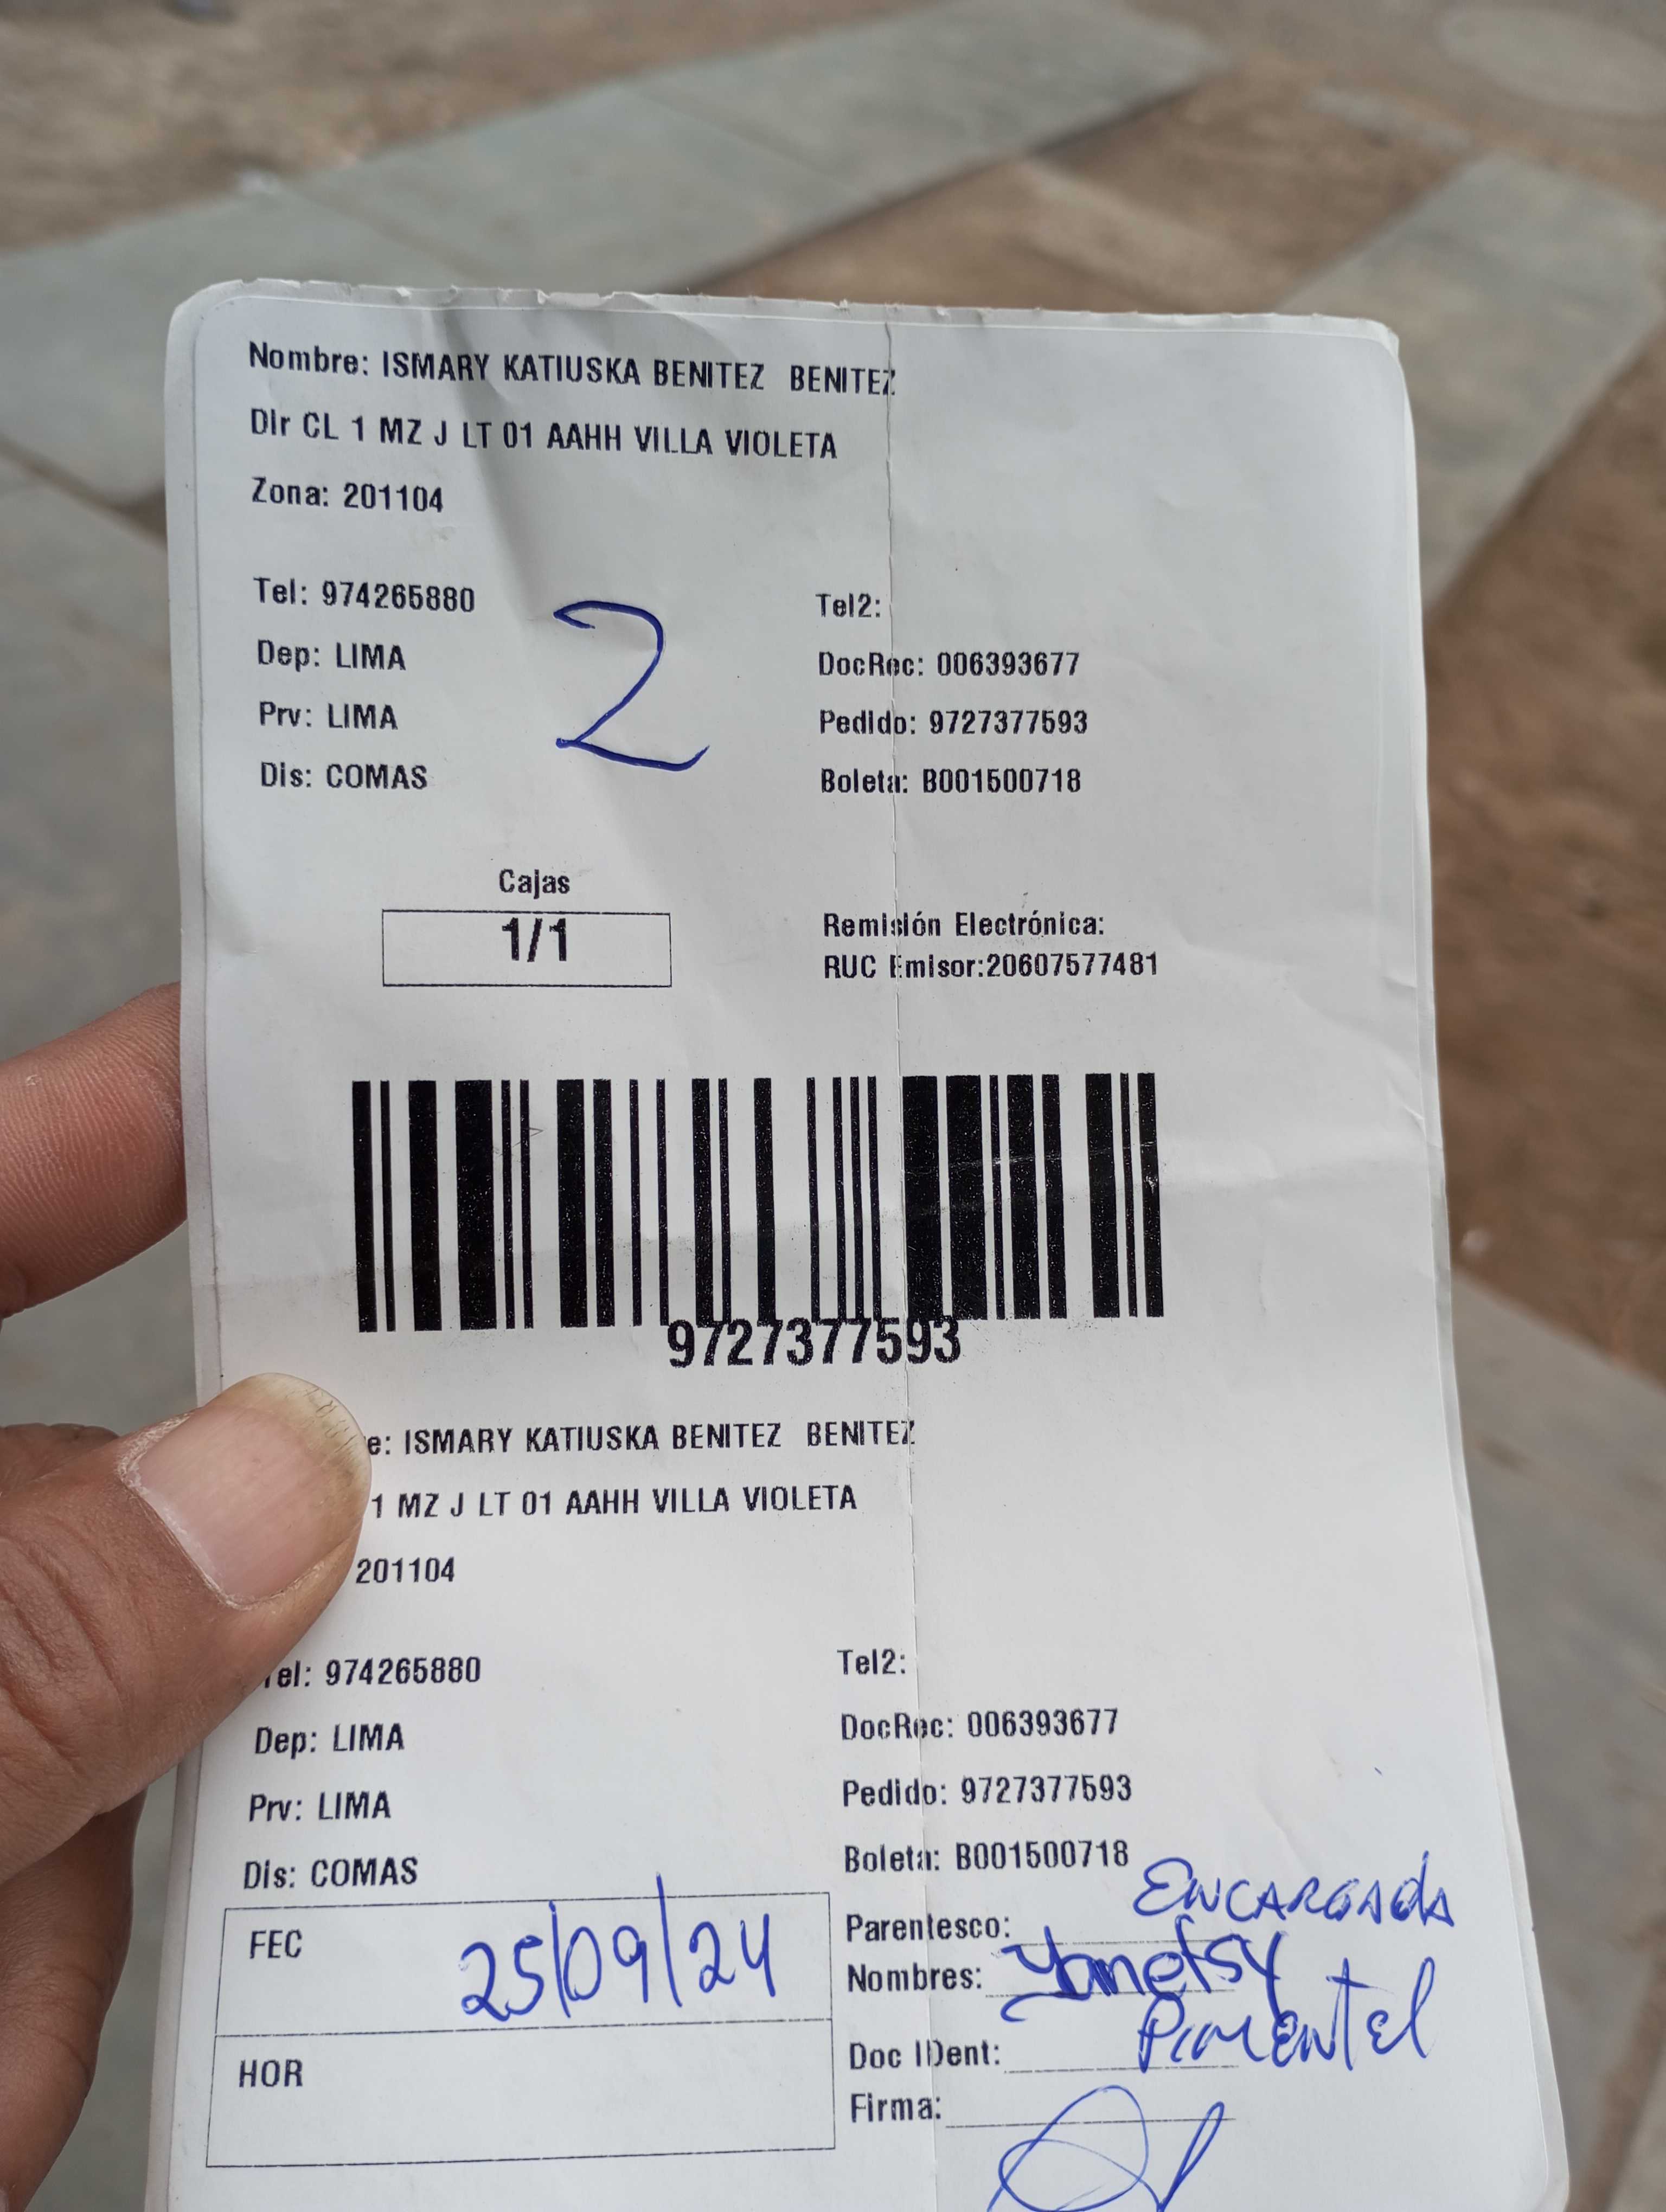 Nombre: ISMARY KATIUSKA BENITEZ BENITEZ
Dir CL 1 MZ J LT 01 AAHH VILLA VIOLETA
Zona: 201104
Tel: 974265880 Tel2:
2
Dep: LIMA DocRec: 006393677
Prv: LIMA Pedido: 9727377593
Dis: COMAS Boleta: B001500718
Cajas
1/1
Remisión Electrónica:
RUC Emisor:20607577481
9727377593
e: ISMARY KATIUSKA BENITEZ BENITEZ
1 MZ J LT 01 AAHH VILLA VIOLETA
201104
Tel: 974265880 Tel2:
Dep: LIMA DocRec: 006393677
Prv: LIMA Pedido: 9727377593
Dis: COMAS Boleta: B001500718
FEC 25/09/24
HOR
Parentesco: ENCARGADA
Nombres: Yanetsy
Pimentel
Doc IDent:
Firma: